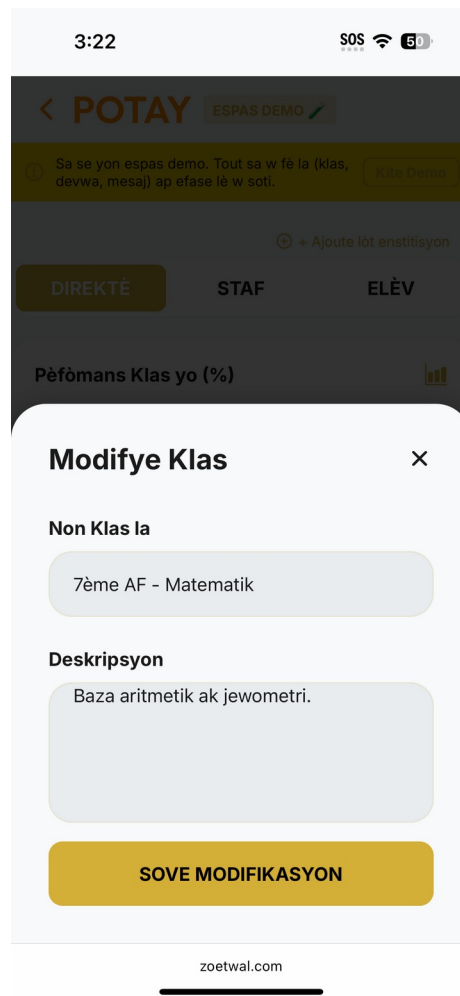 3:22
SOS
50
POTAY
ESPAS DEMO
Sa se yon espas demo. Tout sa w fè la (klas,
devwa, mesaj) ap efase lè w soti.
Kite Demo
+ Ajoute lòt enstitisyon
DIREKTÈ STAF ELÈV
Pèfòmans Klas yo (%)
Modifye Klas
Non Klas la
7ème AF - Matematik
Deskripsyon
Baza aritmetik ak jewometri.
SOVE MODIFIKASYON
zoetwal.com